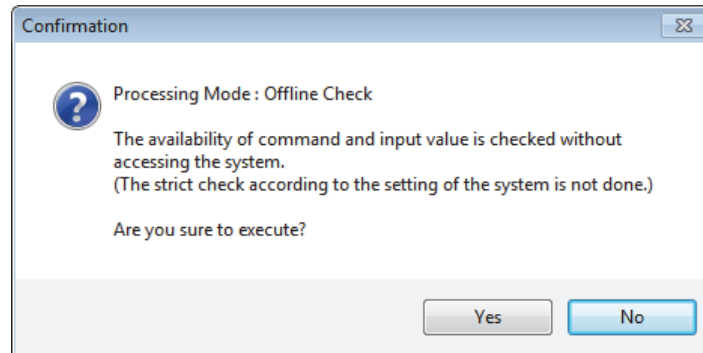 Confirmation
Processing Mode : Offline Check
The availability of command and input value is checked without
accessing the system.
(The strict check according to the setting of the system is not done.)
Are you sure to execute?
Yes
No